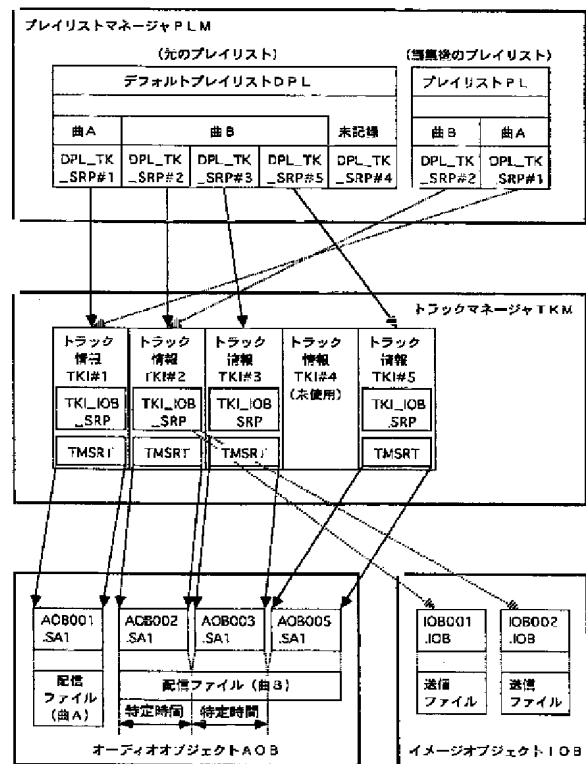 プレイリストマネージャPLM
(元のプレイリスト)
(編集後のプレイリスト)
デフォルトプレイリストDPL
プレイリストPL
曲A
曲B
未記録
曲B
曲A
DPL_TK
_SRP#1
DPL_TK
_SRP#2
DPL_TK
_SRP#3
DPL_TK
_SRP#5
DPL_TK
_SRP#4
DPL_TK
_SRP#2
DPL_TK
_SRP#1
トラックマネージャTKM
トラック
情報
TKI#1
トラック
情報
TKI#2
トラック
情報
TKI#3
トラック
情報
TKI#4
(未使用)
トラック
情報
TKI#5
TKI_IOB
_SRP
TKI_IOB
_SRP
TKI_IOB
_SRP
TKI_IOB
_SRP
TMSRT
TMSRT
TMSRT
TMSRT
AOB001
.SA1
AOB002
.SA1
AOB003
.SA1
AOB005
.SA1
IOB001
.IOB
IOB002
.IOB
配信
ファイル
(曲A)
配信ファイル(曲B)
送信
ファイル
送信
ファイル
特定時間
特定時間
オーディオオブジェクトAOB
イメージオブジェクトIOB